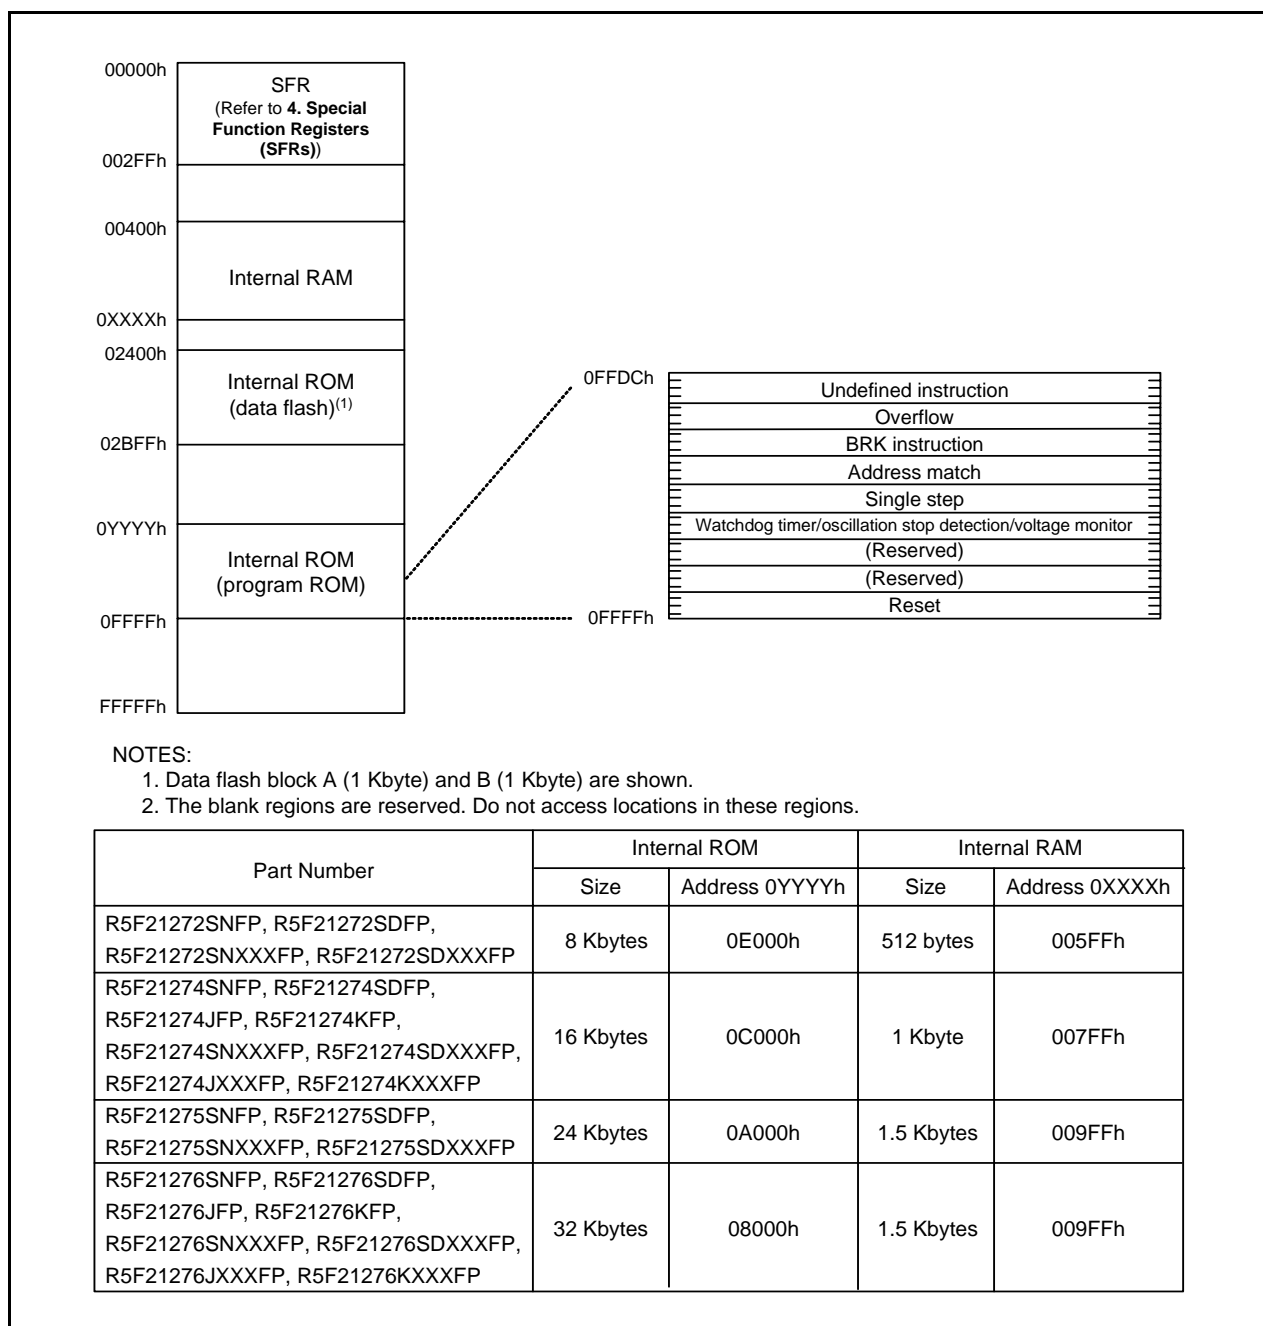 00000h
SFR
(Refer to 4. Special
Function Registers
(SFRs))
002FFh
00400h
Internal RAM
0XXXXh
02400h
Internal ROM
(data flash)(1)
02BFFh
0YYYYh
Internal ROM
(program ROM)
0FFFFh
FFFFFh
0FFDCh
Undefined instruction
Overflow
BRK instruction
Address match
Single step
Watchdog timer/oscillation stop detection/voltage monitor
(Reserved)
(Reserved)
Reset
0FFFFh
NOTES:
1. Data flash block A (1 Kbyte) and B (1 Kbyte) are shown.
2. The blank regions are reserved. Do not access locations in these regions.
Part Number
Internal ROM
Internal RAM
Size
Address 0YYYYh
Size
Address 0XXXXh
R5F21272SNFP, R5F21272SDFP,
R5F21272SNXXXFP, R5F21272SDXXXFP
8 Kbytes
0E000h
512 bytes
005FFh
R5F21274SNFP, R5F21274SDFP,
R5F21274JFP, R5F21274KFP,
R5F21274SNXXXFP, R5F21274SDXXXFP,
R5F21274JXXXFP, R5F21274KXXXFP
16 Kbytes
0C000h
1 Kbyte
007FFh
R5F21275SNFP, R5F21275SDFP,
R5F21275SNXXXFP, R5F21275SDXXXFP
24 Kbytes
0A000h
1.5 Kbytes
009FFh
R5F21276SNFP, R5F21276SDFP,
R5F21276JFP, R5F21276KFP,
R5F21276SNXXXFP, R5F21276SDXXXFP,
R5F21276JXXXFP, R5F21276KXXXFP
32 Kbytes
08000h
1.5 Kbytes
009FFh